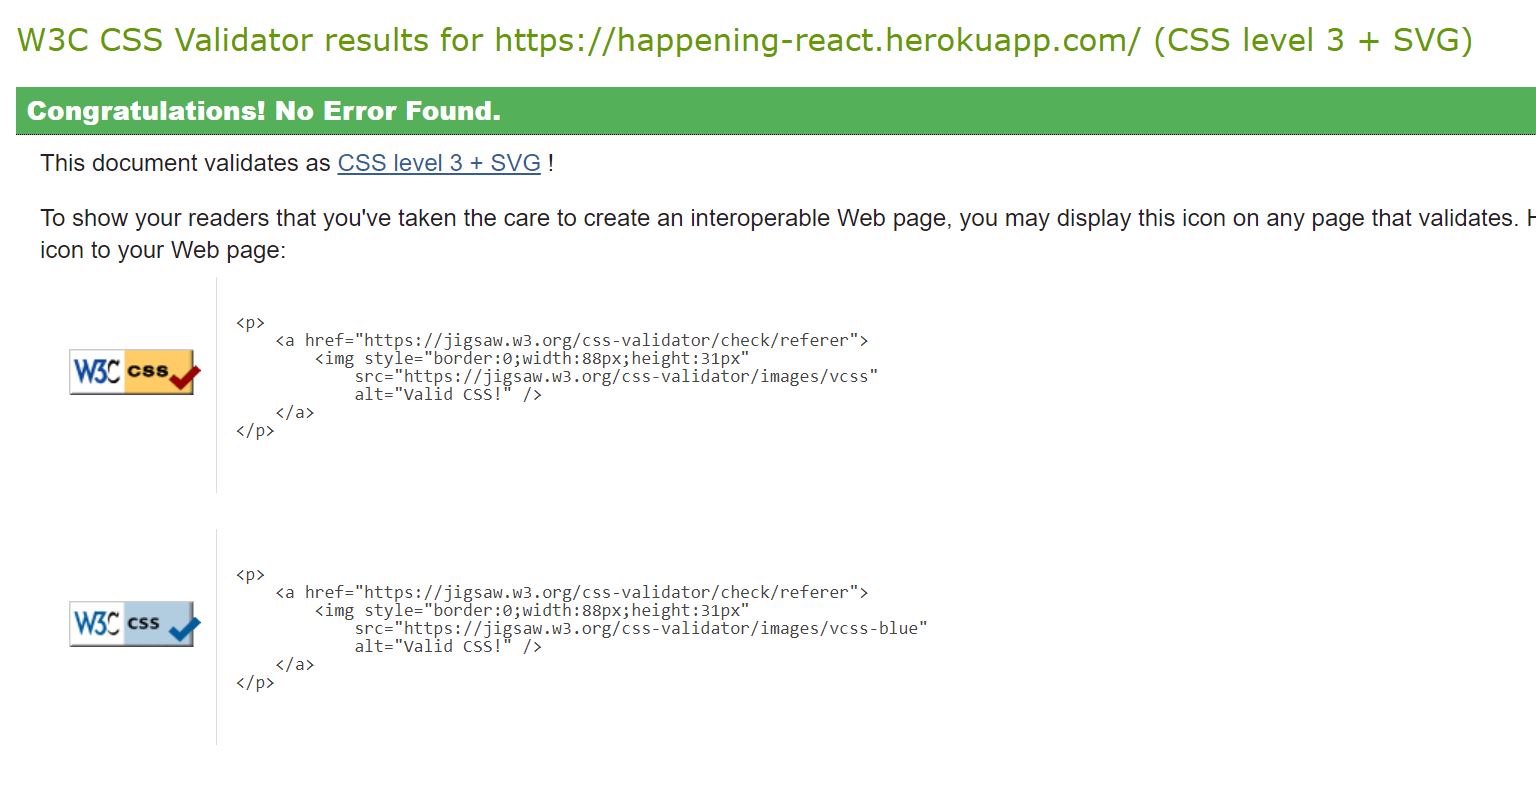 W3C CSS Validator results for https://happening-react.herokuapp.com/ (CSS level 3 + SVG)
Congratulations! No Error Found.
This document validates as CSS level 3 + SVG !
To show your readers that you've taken the care to create an interoperable Web page, you may display this icon on any page that validates.
icon to your Web page:
<p>
<a href="https://jigsaw.w3.org/css-validator/check/referer">
W3C css
<img style="border:0;width:88px;height:31px"
src="https://jigsaw.w3.org/css-validator/images/vcss"
alt="Valid CSS!" />
</a>
</p>
<p>
<a href="https://jigsaw.w3.org/css-validator/check/referer">
W3C css
<img style="border:0;width:88px;height:31px"
src="https://jigsaw.w3.org/css-validator/images/vcss-blue"
alt="Valid CSS!" />
</a>
</p>